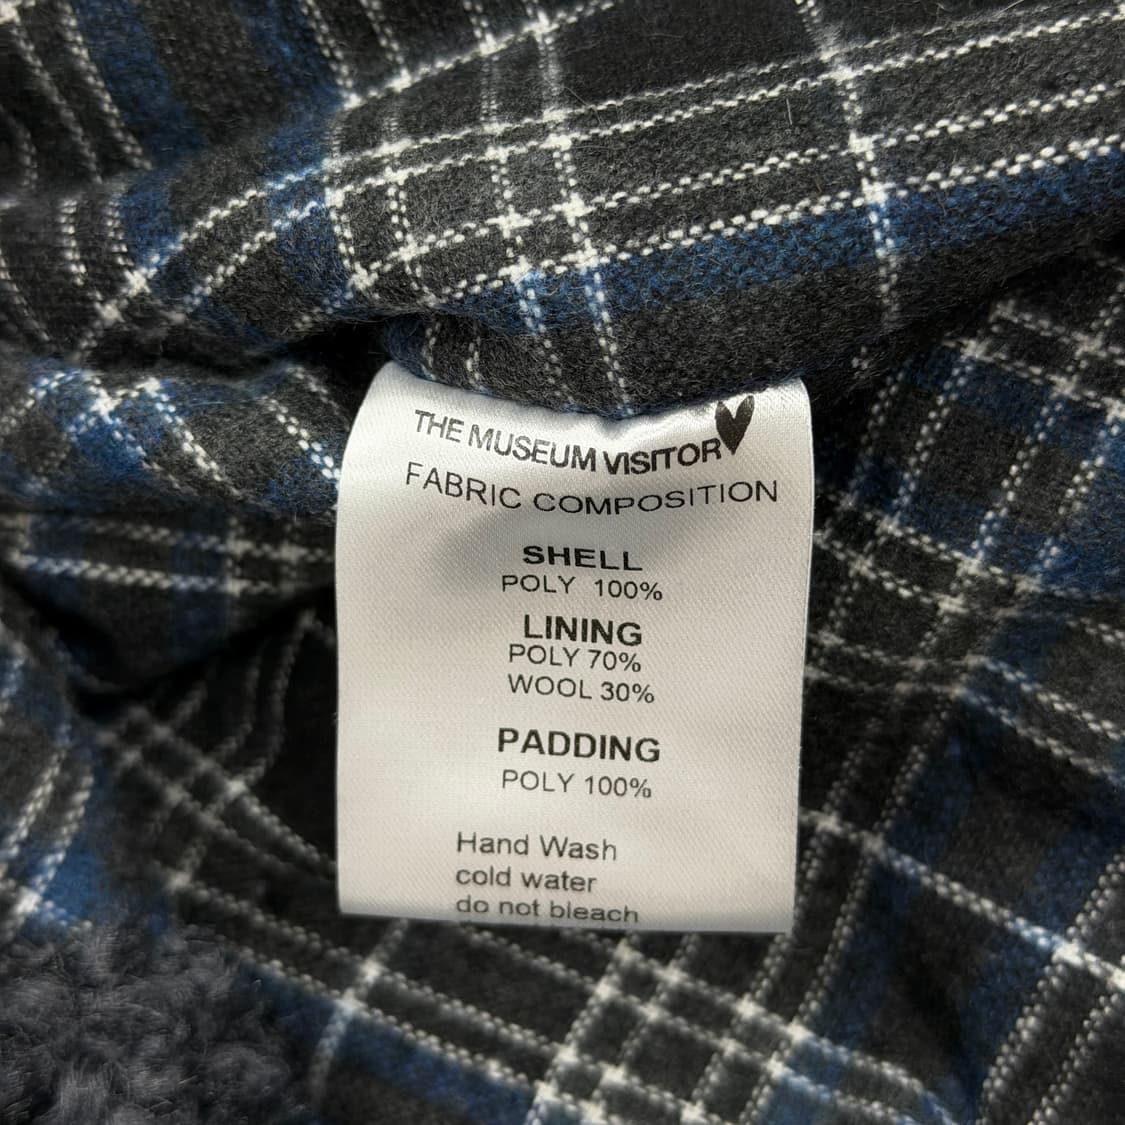 THE MUSEUM VISITOR
FABRIC COMPOSITION
SHELL
POLY 100%
LINING
POLY 70%
WOOL 30%
PADDING
POLY 100%
Hand Wash
cold water
do not bleach